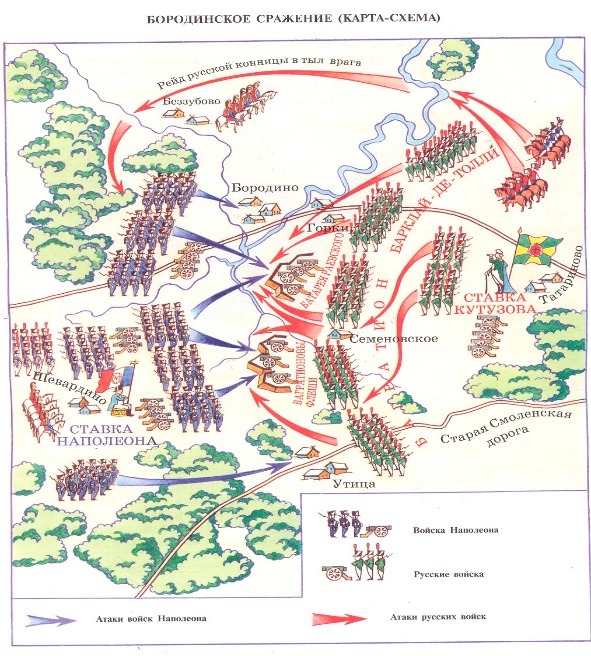 БОРОДИНСКОЕ СРАЖЕНИЕ (КАРТА-СХЕМА)
Рейд русской конницы в тыл врага
Беззубово
Бородино
Горки
БАРКЛАЙ-ДЕ-ТОЛЛИ
БАТАРЕЯ РАЕВСКОГО
Татариново
СТАВКА
КУТУЗОВА
Семеновское
БАГРАТИОН
БАГРАТИОНОВЫ
ФЛЕШИ
Шевардино
СТАВКА
НАПОЛЕОНА
Старая Смоленская
дорога
Утица
Войска Наполеона
Русские войска
Атаки войск Наполеона
Атаки русских войск